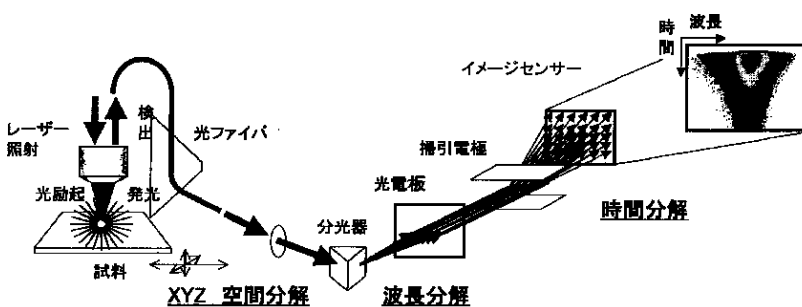 時間
波長
イメージセンサー
検出
レーザー
照射
光ファイバ
掃引電極
光電板
光励起
発光
分光器
時間分解
試料
XYZ 空間分解
波長分解